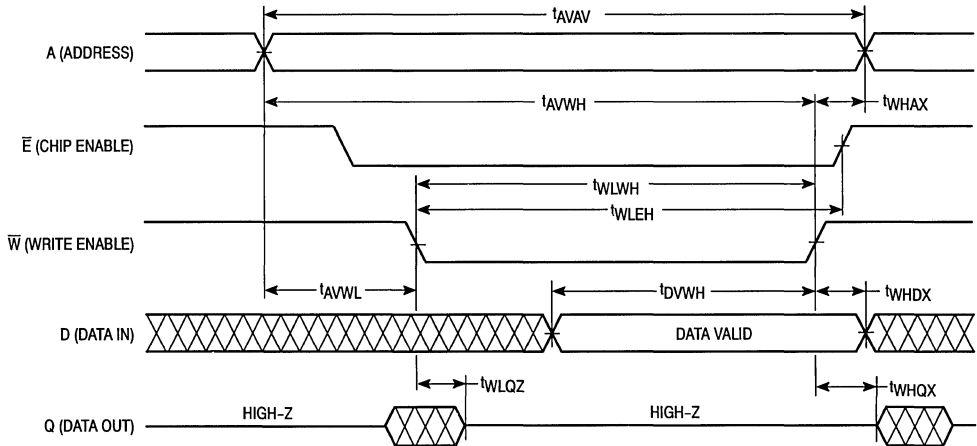 tAVAV
A (ADDRESS)
tAVWH
tWHAX
E̅ (CHIP ENABLE)
tWLWH
tWLEH
W̅ (WRITE ENABLE)
tAVWL
tDVWH
tWHDX
D (DATA IN)
DATA VALID
tWLQZ
tWHQX
Q (DATA OUT)
HIGH–Z
HIGH–Z